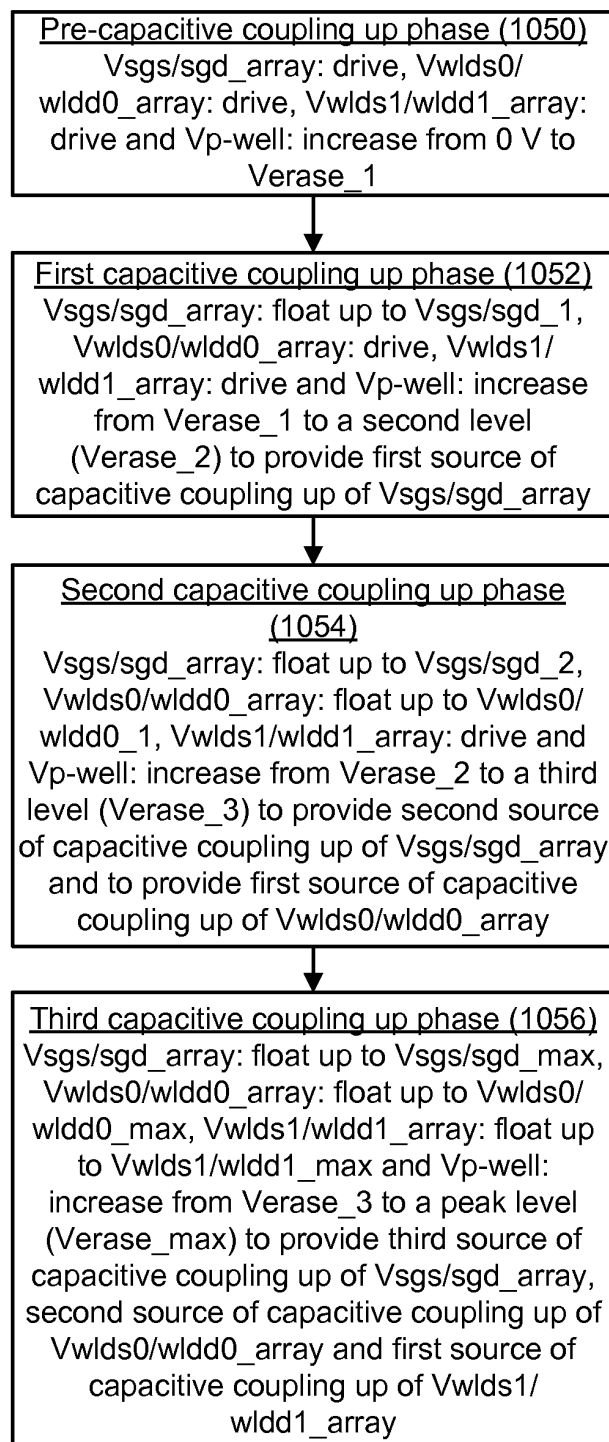 Pre-capacitive coupling up phase (1050)
Vsgs/sgd_array: drive, Vwlds0/
wldd0_array: drive, Vwlds1/wldd1_array:
drive and Vp-well: increase from 0 V to
Verase_1
First capacitive coupling up phase (1052)
Vsgs/sgd_array: float up to Vsgs/sgd_1,
Vwlds0/wldd0_array: drive, Vwlds1/
wldd1_array: drive and Vp-well: increase
from Verase_1 to a second level
(Verase_2) to provide first source of
capacitive coupling up of Vsgs/sgd_array
Second capacitive coupling up phase
(1054)
Vsgs/sgd_array: float up to Vsgs/sgd_2,
Vwlds0/wldd0_array: float up to Vwlds0/
wldd0_1, Vwlds1/wldd1_array: drive and
Vp-well: increase from Verase_2 to a third
level (Verase_3) to provide second source
of capacitive coupling up of Vsgs/sgd_array
and to provide first source of capacitive
coupling up of Vwlds0/wldd0_array
Third capacitive coupling up phase (1056)
Vsgs/sgd_array: float up to Vsgs/sgd_max,
Vwlds0/wldd0_array: float up to Vwlds0/
wldd0_max, Vwlds1/wldd1_array: float up
to Vwlds1/wldd1_max and Vp-well:
increase from Verase_3 to a peak level
(Verase_max) to provide third source of
capacitive coupling up of Vsgs/sgd_array,
second source of capacitive coupling up of
Vwlds0/wldd0_array and first source of
capacitive coupling up of Vwlds1/
wldd1_array